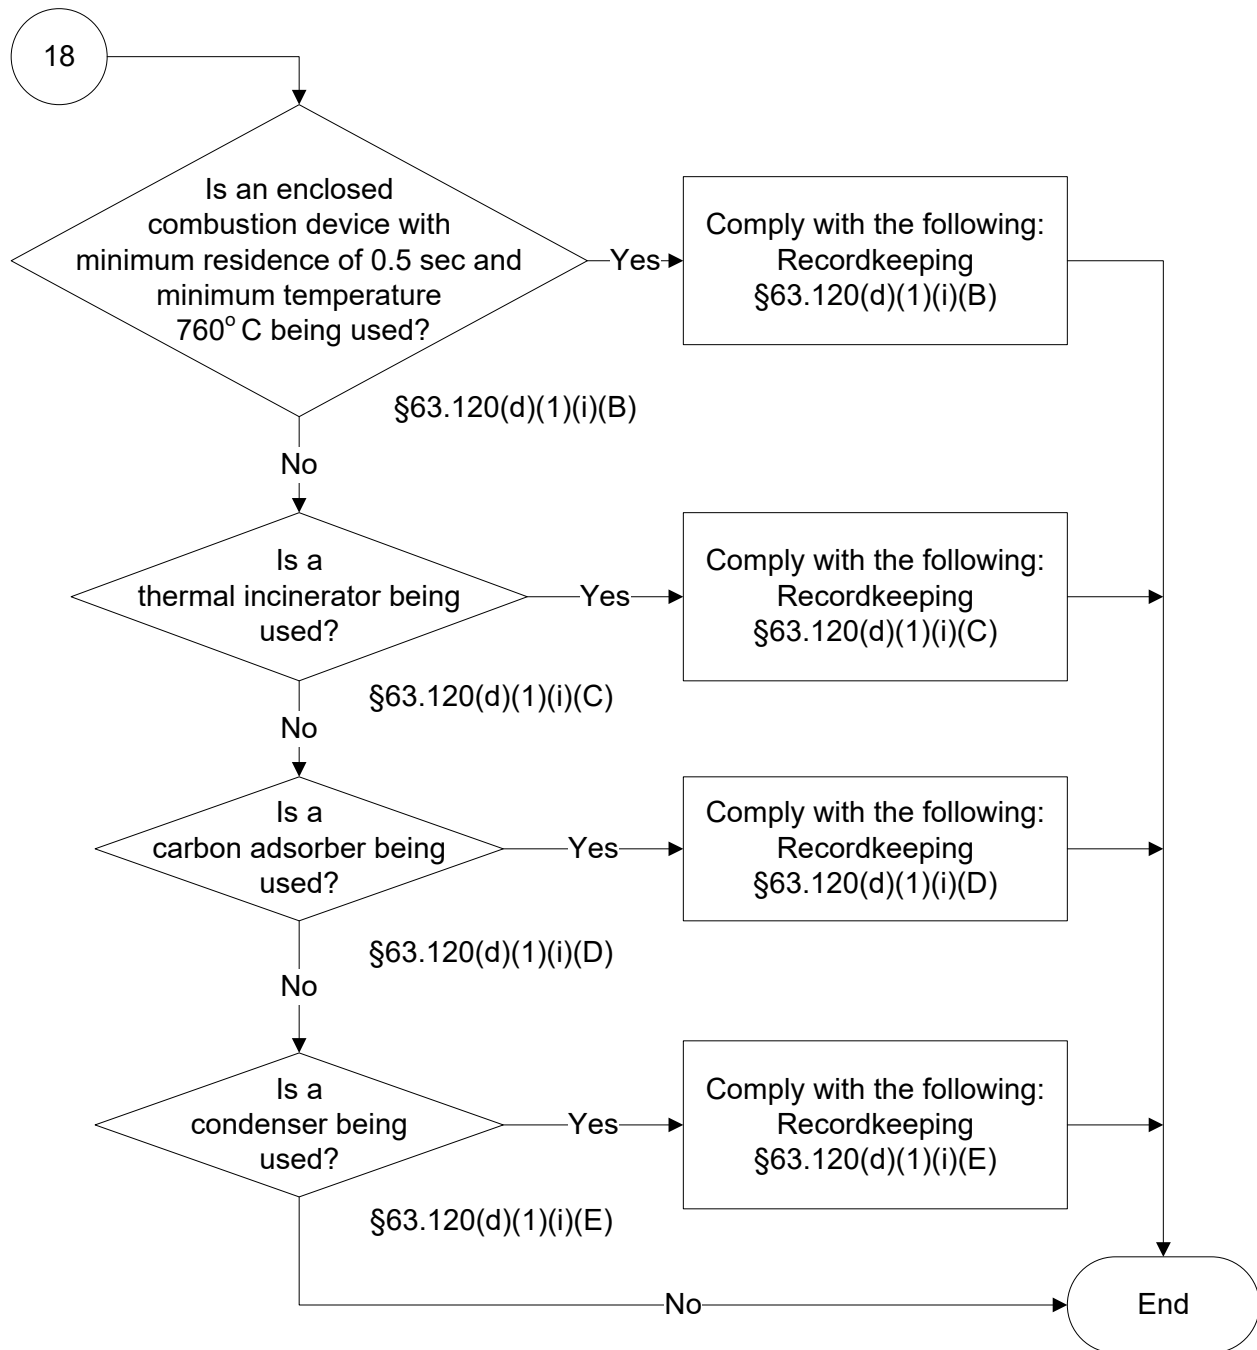 18
Is an enclosed
combustion device with
minimum residence of 0.5 sec and
minimum temperature
760° C being used?
Yes
Comply with the following:
Recordkeeping
§63.120(d)(1)(i)(B)
§63.120(d)(1)(i)(B)
No
Is a
thermal incinerator being
used?
Yes
Comply with the following:
Recordkeeping
§63.120(d)(1)(i)(C)
§63.120(d)(1)(i)(C)
No
Is a
carbon adsorber being
used?
Yes
Comply with the following:
Recordkeeping
§63.120(d)(1)(i)(D)
§63.120(d)(1)(i)(D)
No
Is a
condenser being
used?
Yes
Comply with the following:
Recordkeeping
§63.120(d)(1)(i)(E)
§63.120(d)(1)(i)(E)
No
End